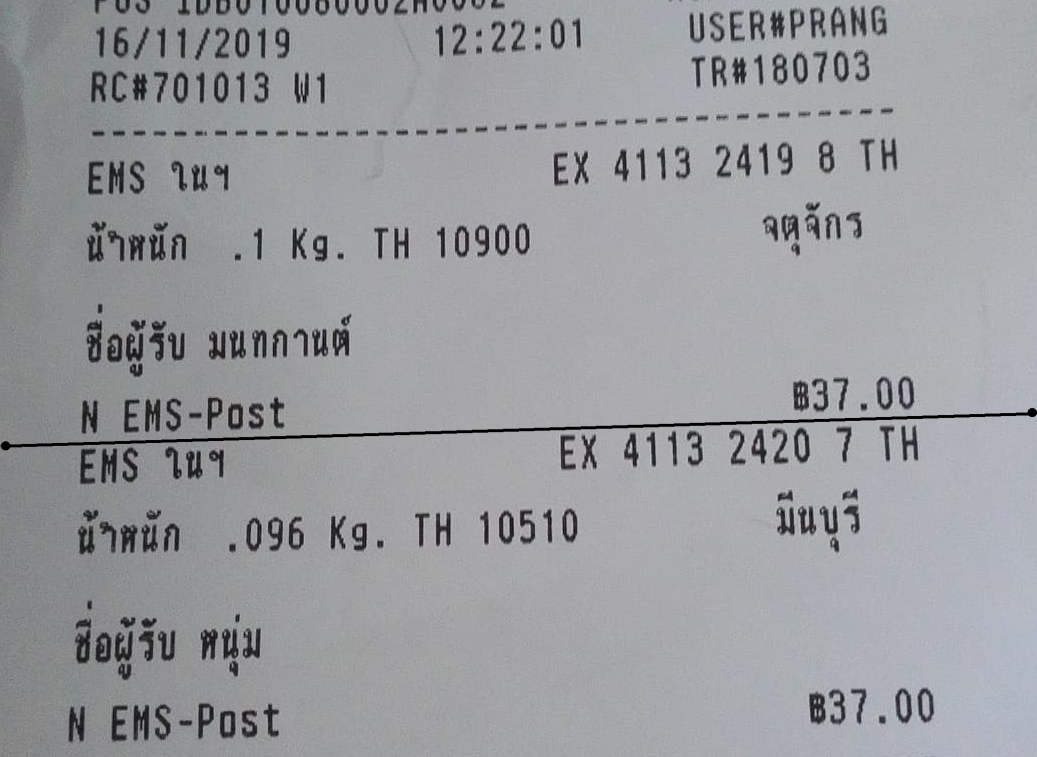 16/11/2019 12:22:01 USER#PRANG
RC#701013 W1 TR#180703
EMS ในฯ EX 4113 2419 8 TH
น้ำหนัก .1 Kg. TH 10900 จตุจักร
ชื่อผู้รับ มนทกานต์
N EMS-Post ฿37.00
EMS ในฯ EX 4113 2420 7 TH
น้ำหนัก .096 Kg. TH 10510 มีนบุรี
ชื่อผู้รับ หนุ่ม
N EMS-Post ฿37.00